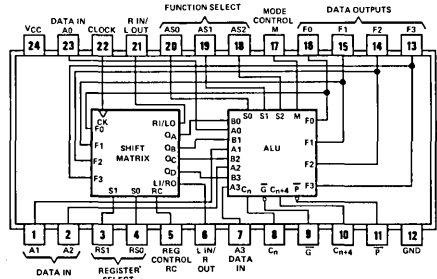 FUNCTION SELECT
MODE CONTROL
DATA OUTPUTS
VCC
DATA IN A0
CLOCK
R IN/ L OUT
AS0
AS1
AS2
M
F0
F1
F2
F3
24
23
22
21
20
19
18
17
16
15
14
13
CK
F0
F1
F2
F3
SHIFT MATRIX
RI/LO
QA
QB
QC
QD
LI/RO
S1
S0
RC
S0
S1
S2
M
B0
A0
B1
A1
B2
A2
B3
A3
ALU
F0
F1
F2
F3
Cn
G
Cn+4
P
1
2
3
4
5
6
7
8
9
10
11
12
A1
A2
RS1
RS0
REG CONTROL RC
L IN/ R OUT
A3 DATA IN
Cn
G
Cn+4
P
GND
DATA IN
REGISTER SELECT